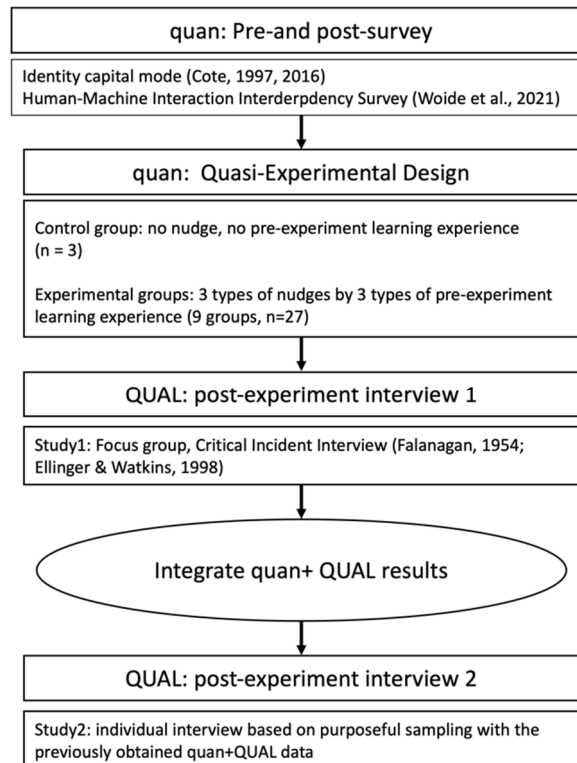 quan: Pre-and post-survey
Identity capital mode (Cote, 1997, 2016)
Human-Machine Interaction Interderpdency Survey (Woide et al., 2021)
quan:  Quasi-Experimental Design
Control group: no nudge, no pre-experiment learning experience
(n = 3)
Experimental groups: 3 types of nudges by 3 types of pre-experiment
learning experience (9 groups, n=27)
QUAL: post-experiment interview 1
Study1: Focus group, Critical Incident Interview (Falanagan, 1954;
Ellinger & Watkins, 1998)
Integrate quan+ QUAL results
QUAL: post-experiment interview 2
Study2: individual interview based on purposeful sampling with the
previously obtained quan+QUAL data